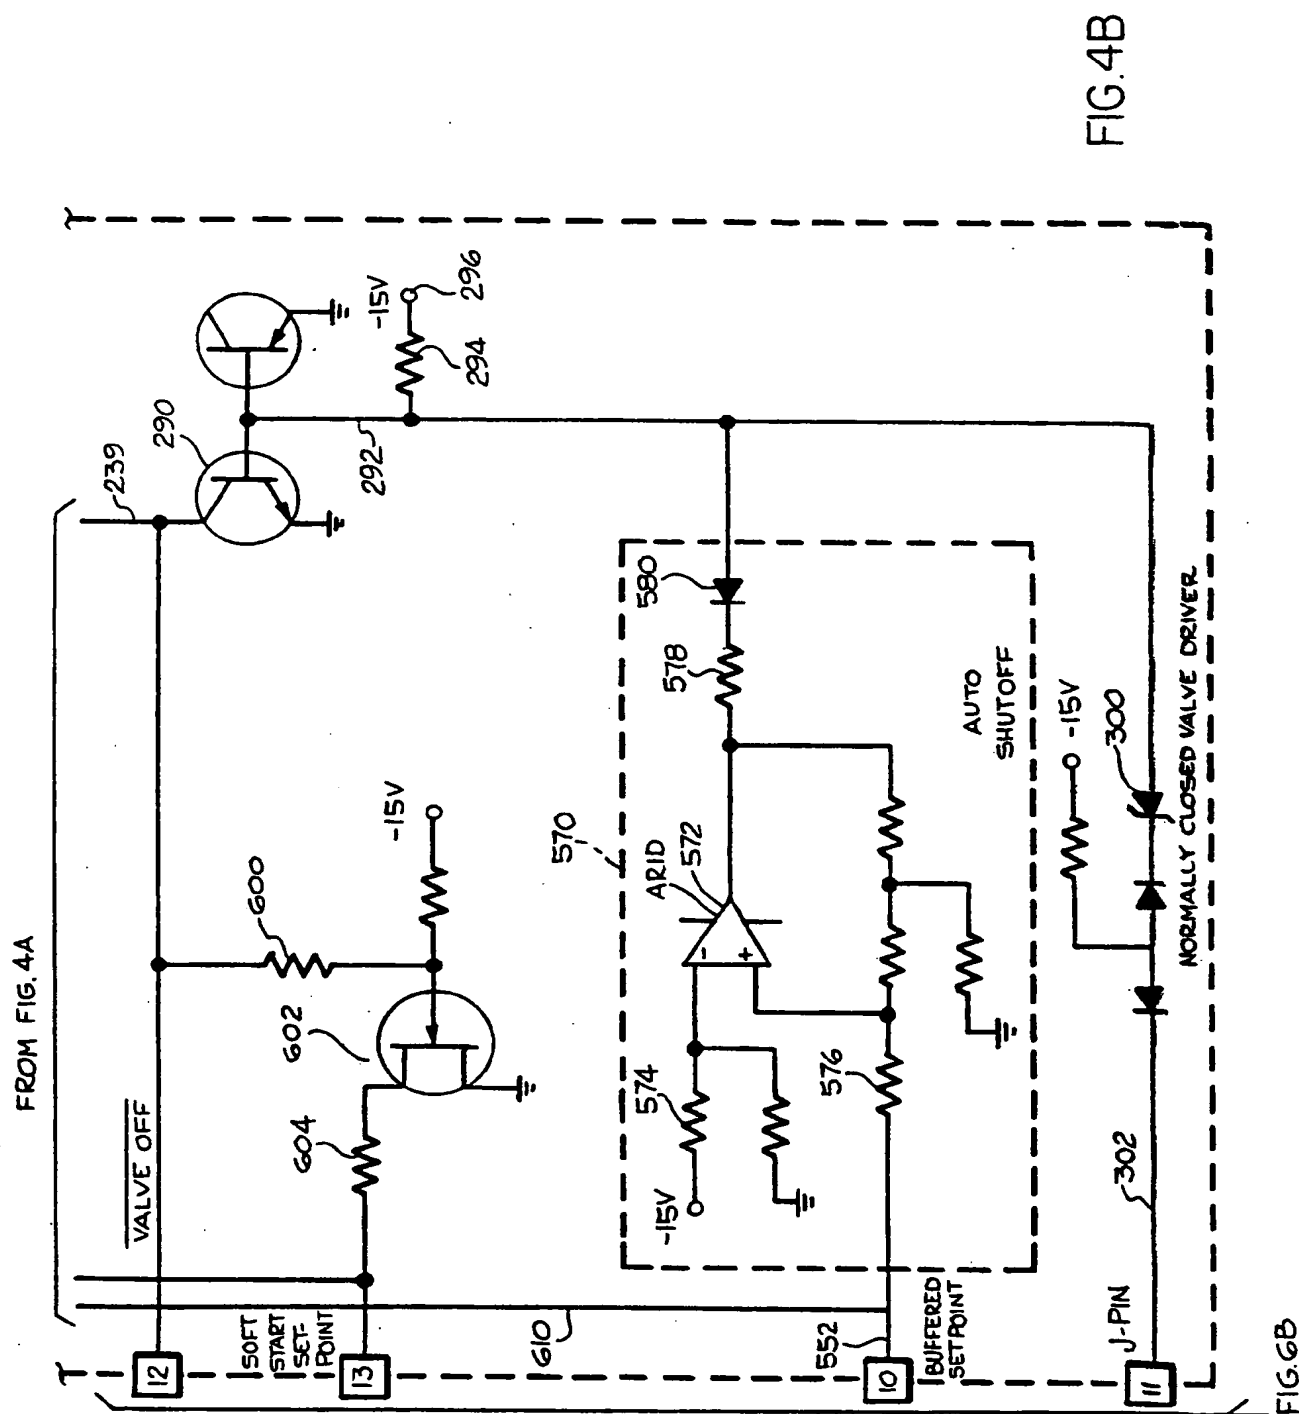 FIG. 4B
FROM FIG. 4A
239
290
-15V
296
294
292
VALVE OFF
600
-15V
602
604
12
SOFT
START
SET-
POINT
13
610
570
580
578
ARID
572
574
-15V
576
AUTO
SHUTOFF
552
10
BUFFERED
SETPOINT
-15V
300
NORMALLY CLOSED VALVE DRIVER
302
J-PIN
11
FIG. 6B